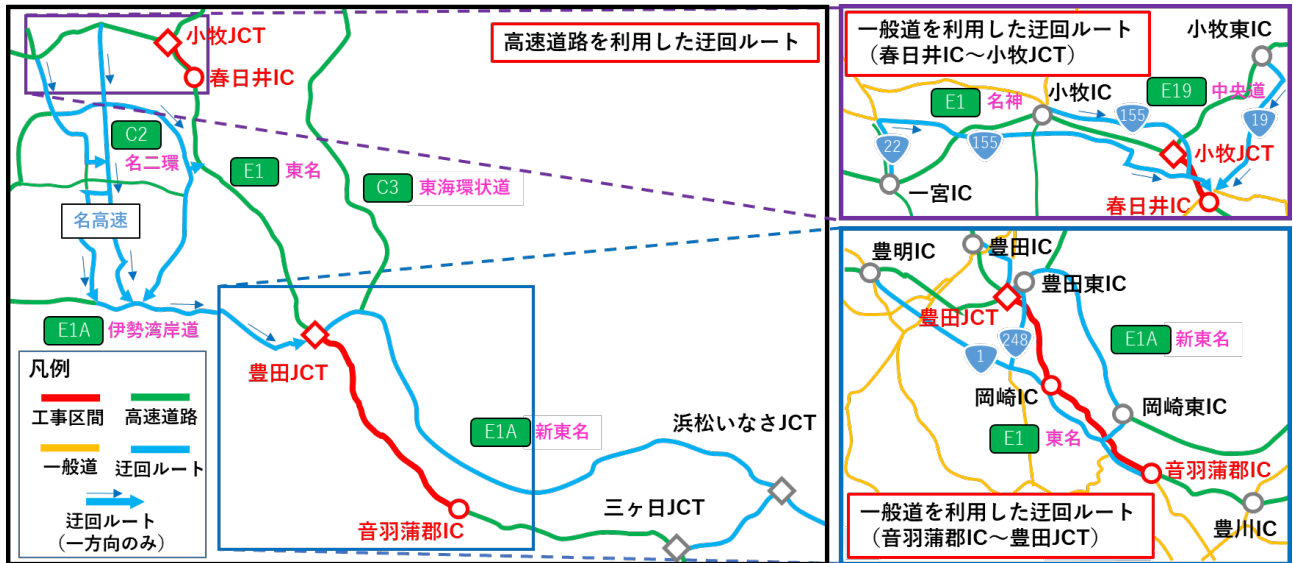 高速道路を利用した迂回ルート
小牧JCT
春日井IC
C2
名二環
E1 東名
C3 東海環状道
名高速
E1A 伊勢湾岸道
豊田JCT
E1A 新東名
浜松いなさJCT
三ヶ日JCT
音羽蒲郡IC
凡例
工事区間 高速道路
一般道 迂回ルート
迂回ルート
(一方向のみ)
一般道を利用した迂回ルート
(春日井IC～小牧JCT)
小牧東IC
小牧IC
E1 名神
E19 中央道
155
19
22
155
小牧JCT
一宮IC
春日井IC
豊明IC
豊田IC
豊田東IC
豊田JCT
E1A 新東名
248
1
岡崎IC
岡崎東IC
E1 東名
音羽蒲郡IC
豊川IC
一般道を利用した迂回ルート
(音羽蒲郡IC～豊田JCT)